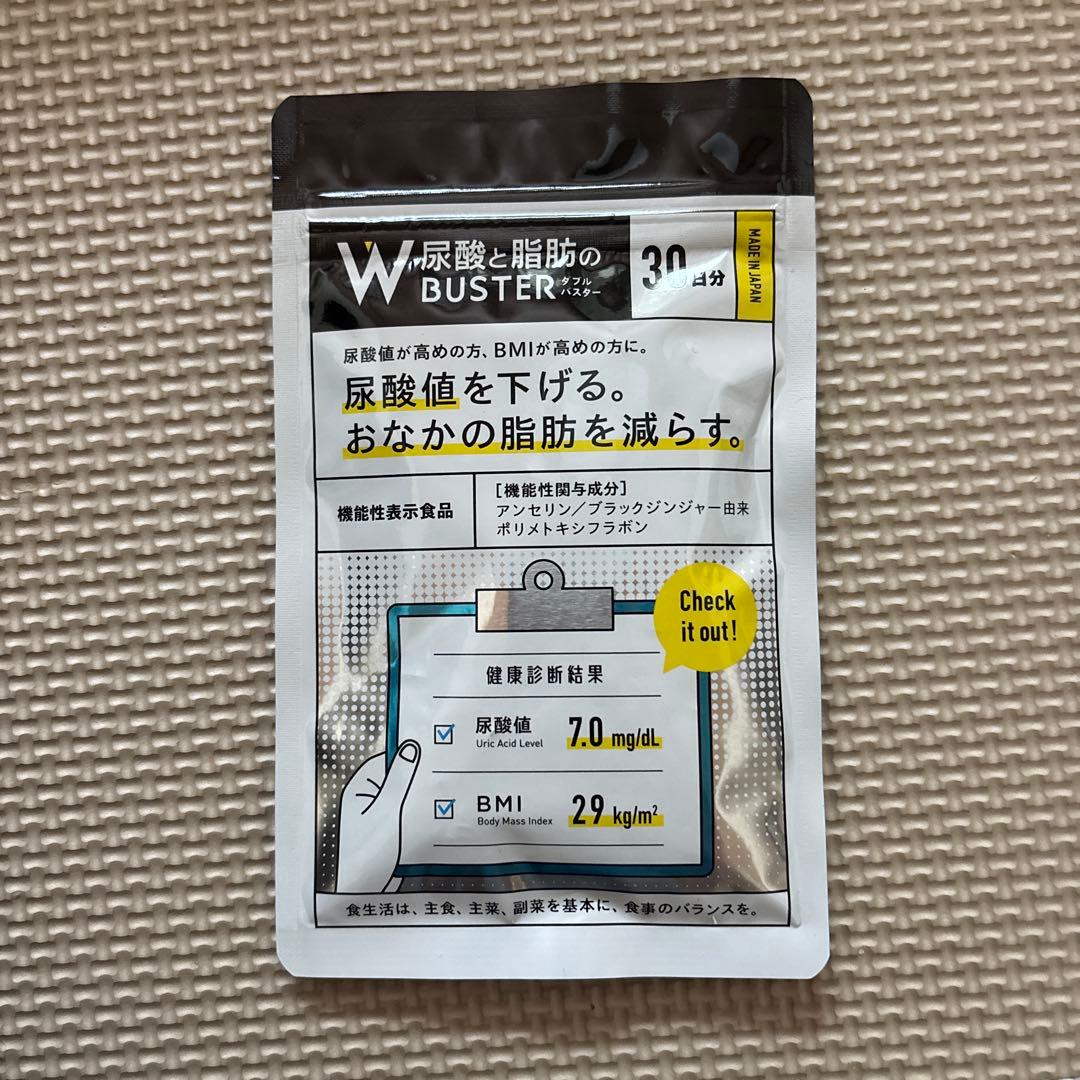 W 尿酸と脂肪の
BUSTER ダブル
バスター
30日分
MADE IN JAPAN
尿酸値が高めの方、BMIが高めの方に。
尿酸値を下げる。
おなかの脂肪を減らす。
機能性表示食品
[機能性関与成分]
アンセリン／ブラックジンジャー由来
ポリメトキシフラボン
Check
it out!
健康診断結果
尿酸値 7.0 mg/dL
Uric Acid Level
BMI 29 kg/m²
Body Mass Index
食生活は、主食、主菜、副菜を基本に、食事のバランスを。